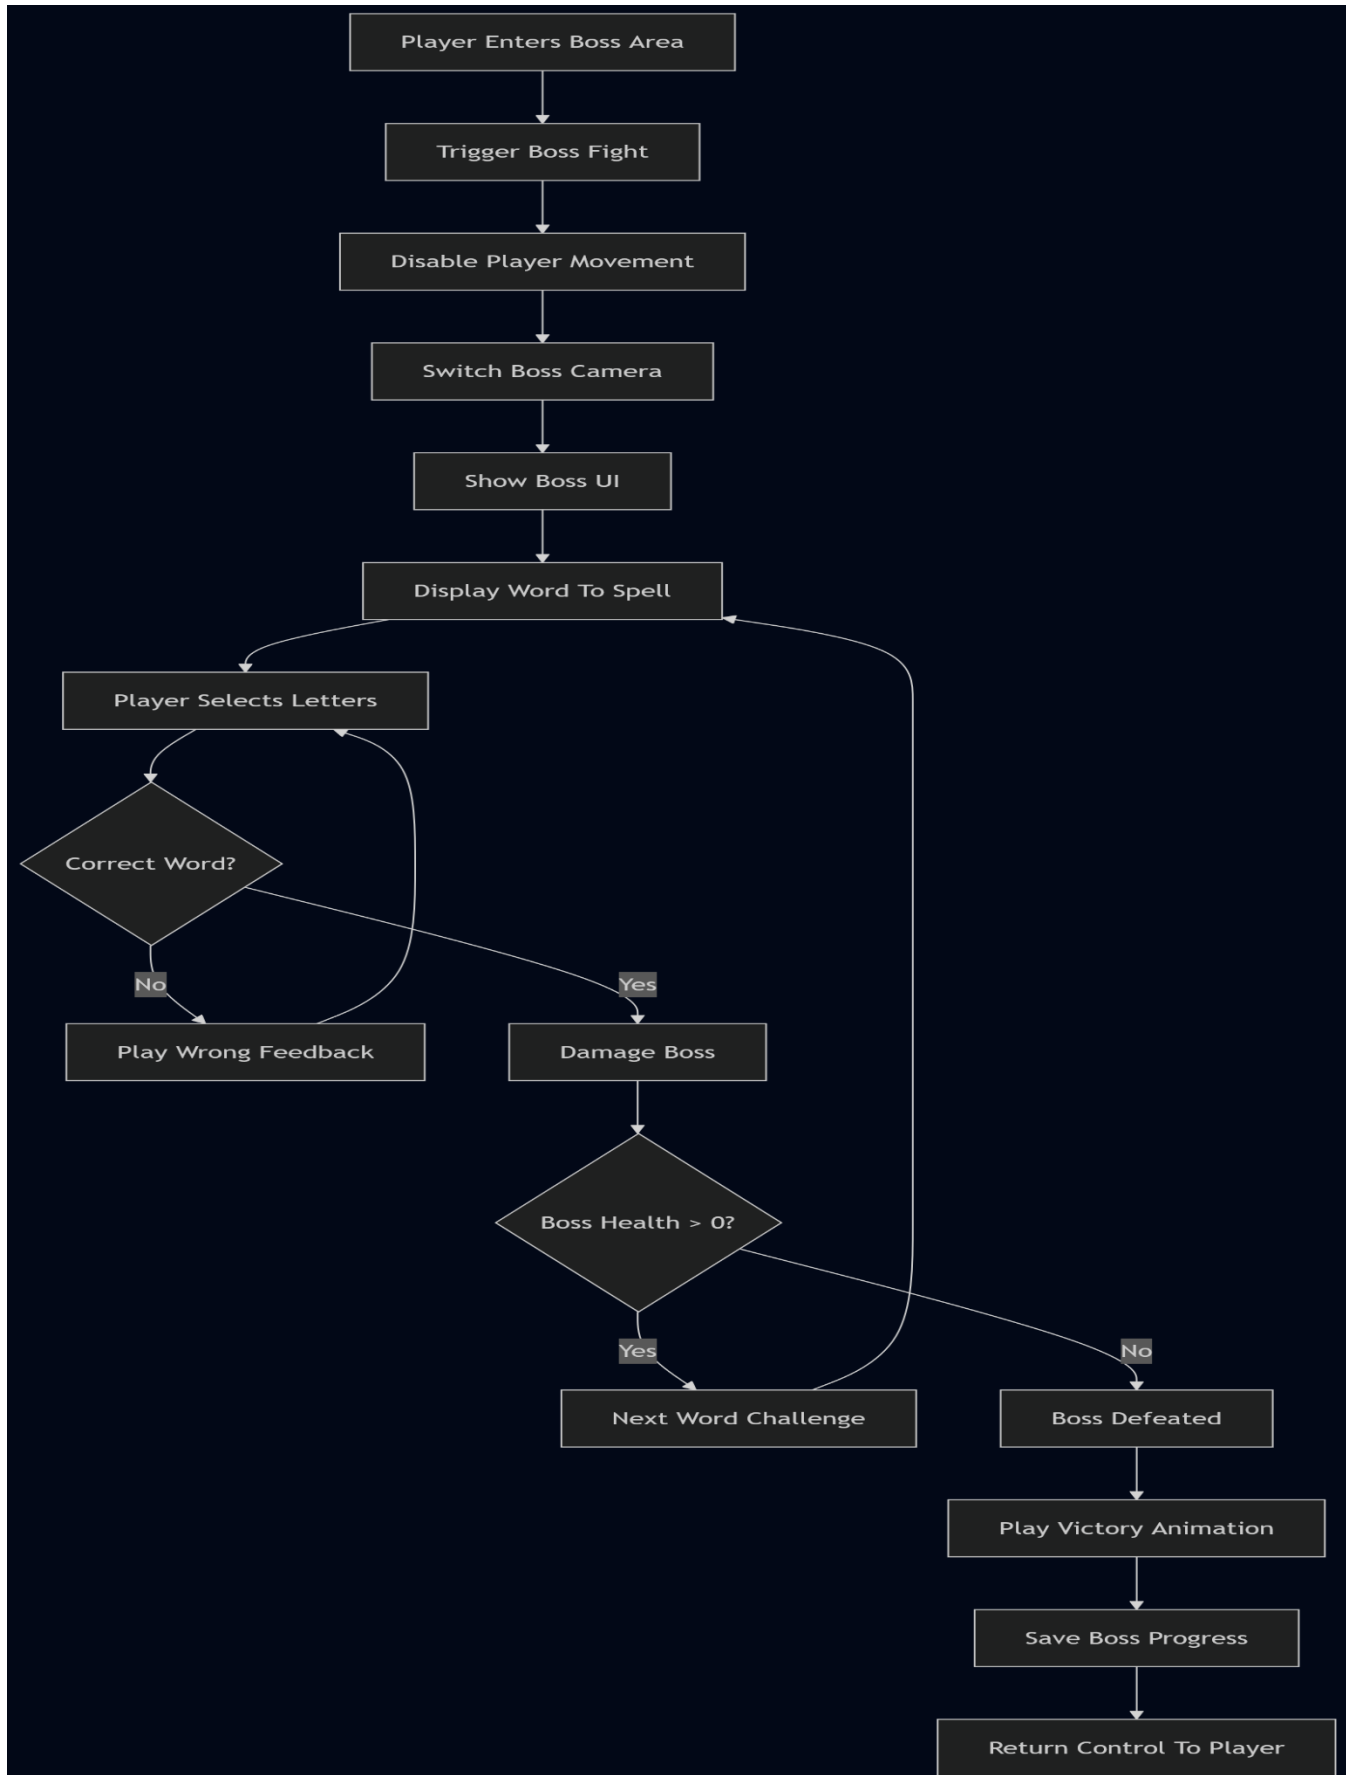 Player Enters Boss Area
Trigger Boss Fight
Disable Player Movement
Switch Boss Camera
Show Boss UI
Display Word To Spell
Player Selects Letters
Correct Word?
No
Yes
Play Wrong Feedback
Damage Boss
Boss Health > 0?
Yes
No
Next Word Challenge
Boss Defeated
Play Victory Animation
Save Boss Progress
Return Control To Player